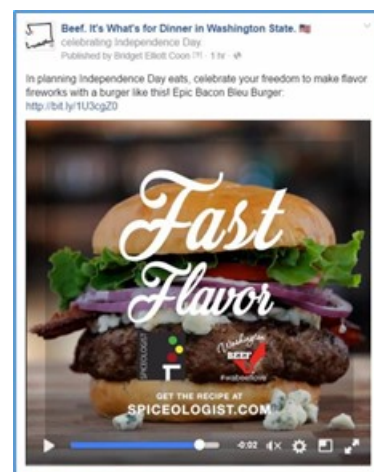 Beef. It's What's for Dinner in Washington State.
celebrating Independence Day.
Published by Bridget Elliott Coon [?] · 1 hr ·
In planning Independence Day eats, celebrate your freedom to make flavor
fireworks with a burger like this! Epic Bacon Bleu Burger:
http://bit.ly/1U3cgZ0
Fast
Flavor
SPICEOLOGIST
Washington
BEEF
#wabeeflove
GET THE RECIPE AT
SPICEOLOGIST.COM
-0:02